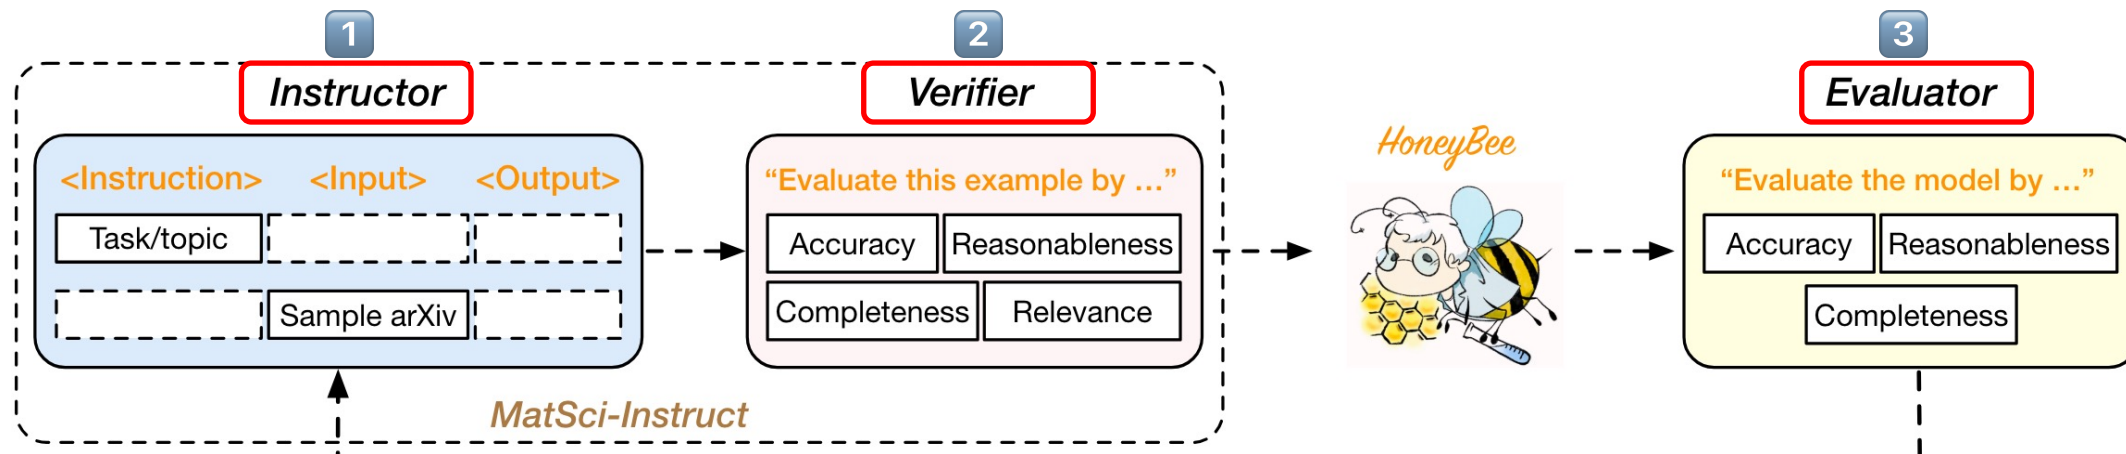 1
Instructor
<Instruction> <Input> <Output>
Task/topic
Sample arXiv
MatSci-Instruct
2
Verifier
“Evaluate this example by ...”
Accuracy Reasonableness
Completeness Relevance
HoneyBee
3
Evaluator
“Evaluate the model by ...”
Accuracy Reasonableness
Completeness